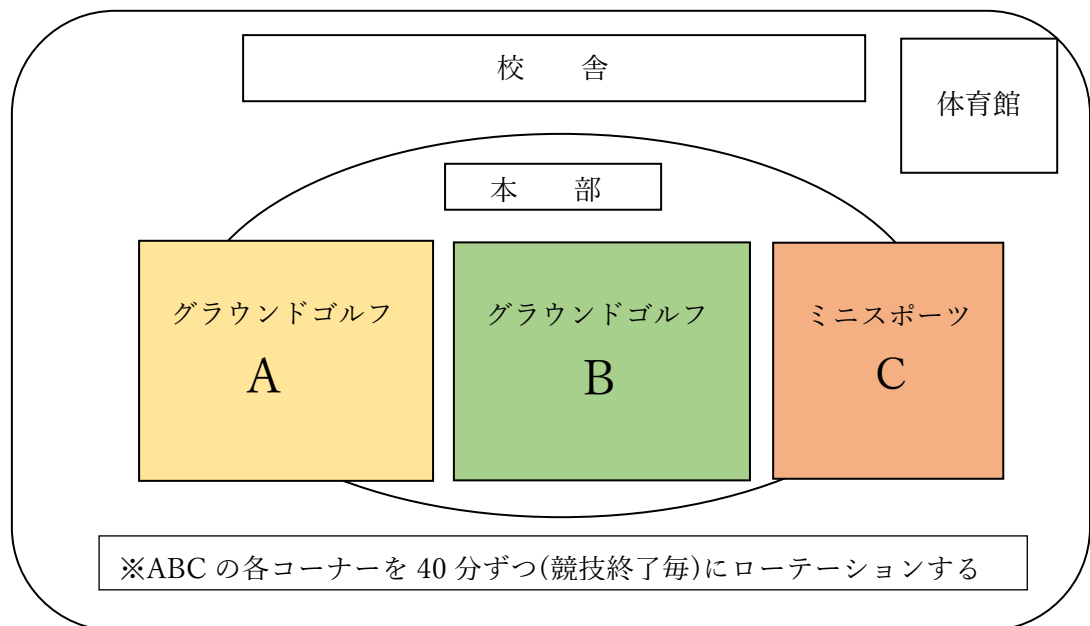 校　　舎
体育館
本　　部
グラウンドゴルフ
A
グラウンドゴルフ
B
ミニスポーツ
C
※ABC の各コーナーを 40 分ずつ(競技終了毎)にローテーションする